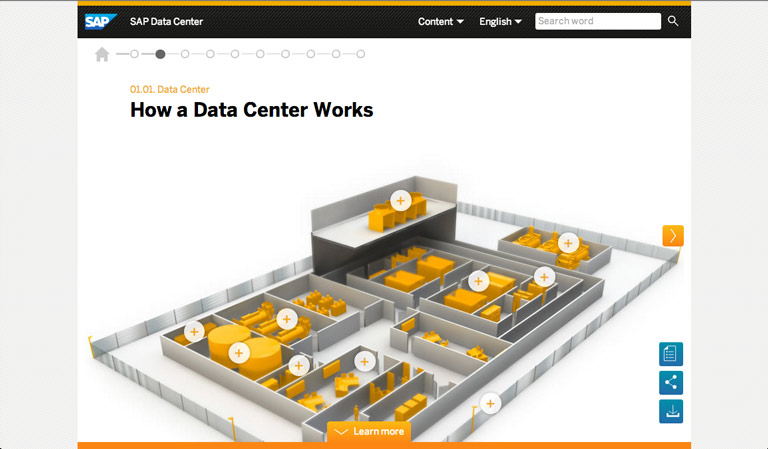 SAP SAP Data Center Content English Search word
01.01. Data Center
How a Data Center Works
Learn more